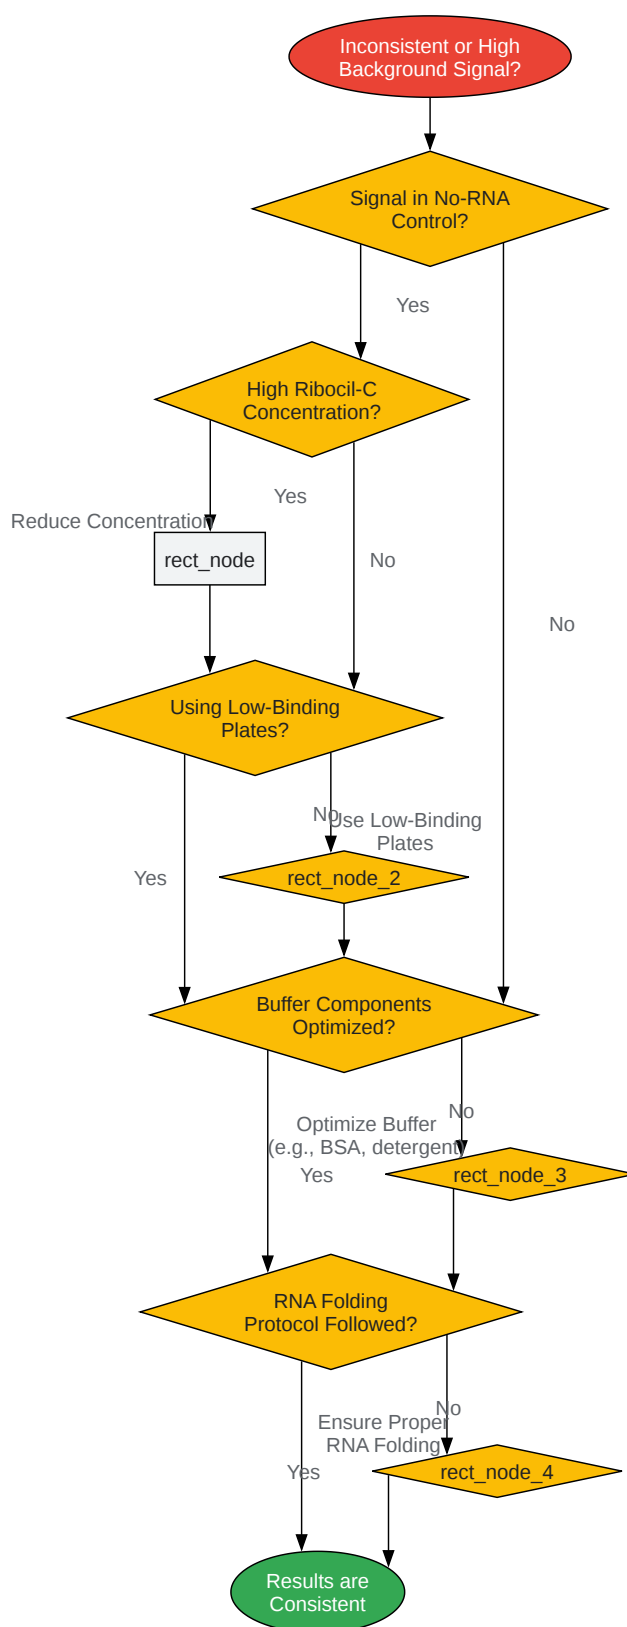 Inconsistent or High
Background Signal?
Signal in No-RNA
Control?
Yes
High Ribocil-C
Concentration?
Yes
Reduce Concentration
rect_node
No
No
Using Low-Binding
Plates?
No
Use Low-Binding
Plates
Yes
rect_node_2
Buffer Components
Optimized?
No
Optimize Buffer
(e.g., BSA, detergent)
Yes
rect_node_3
RNA Folding
Protocol Followed?
No
Ensure Proper
RNA Folding
Yes
rect_node_4
Results are
Consistent